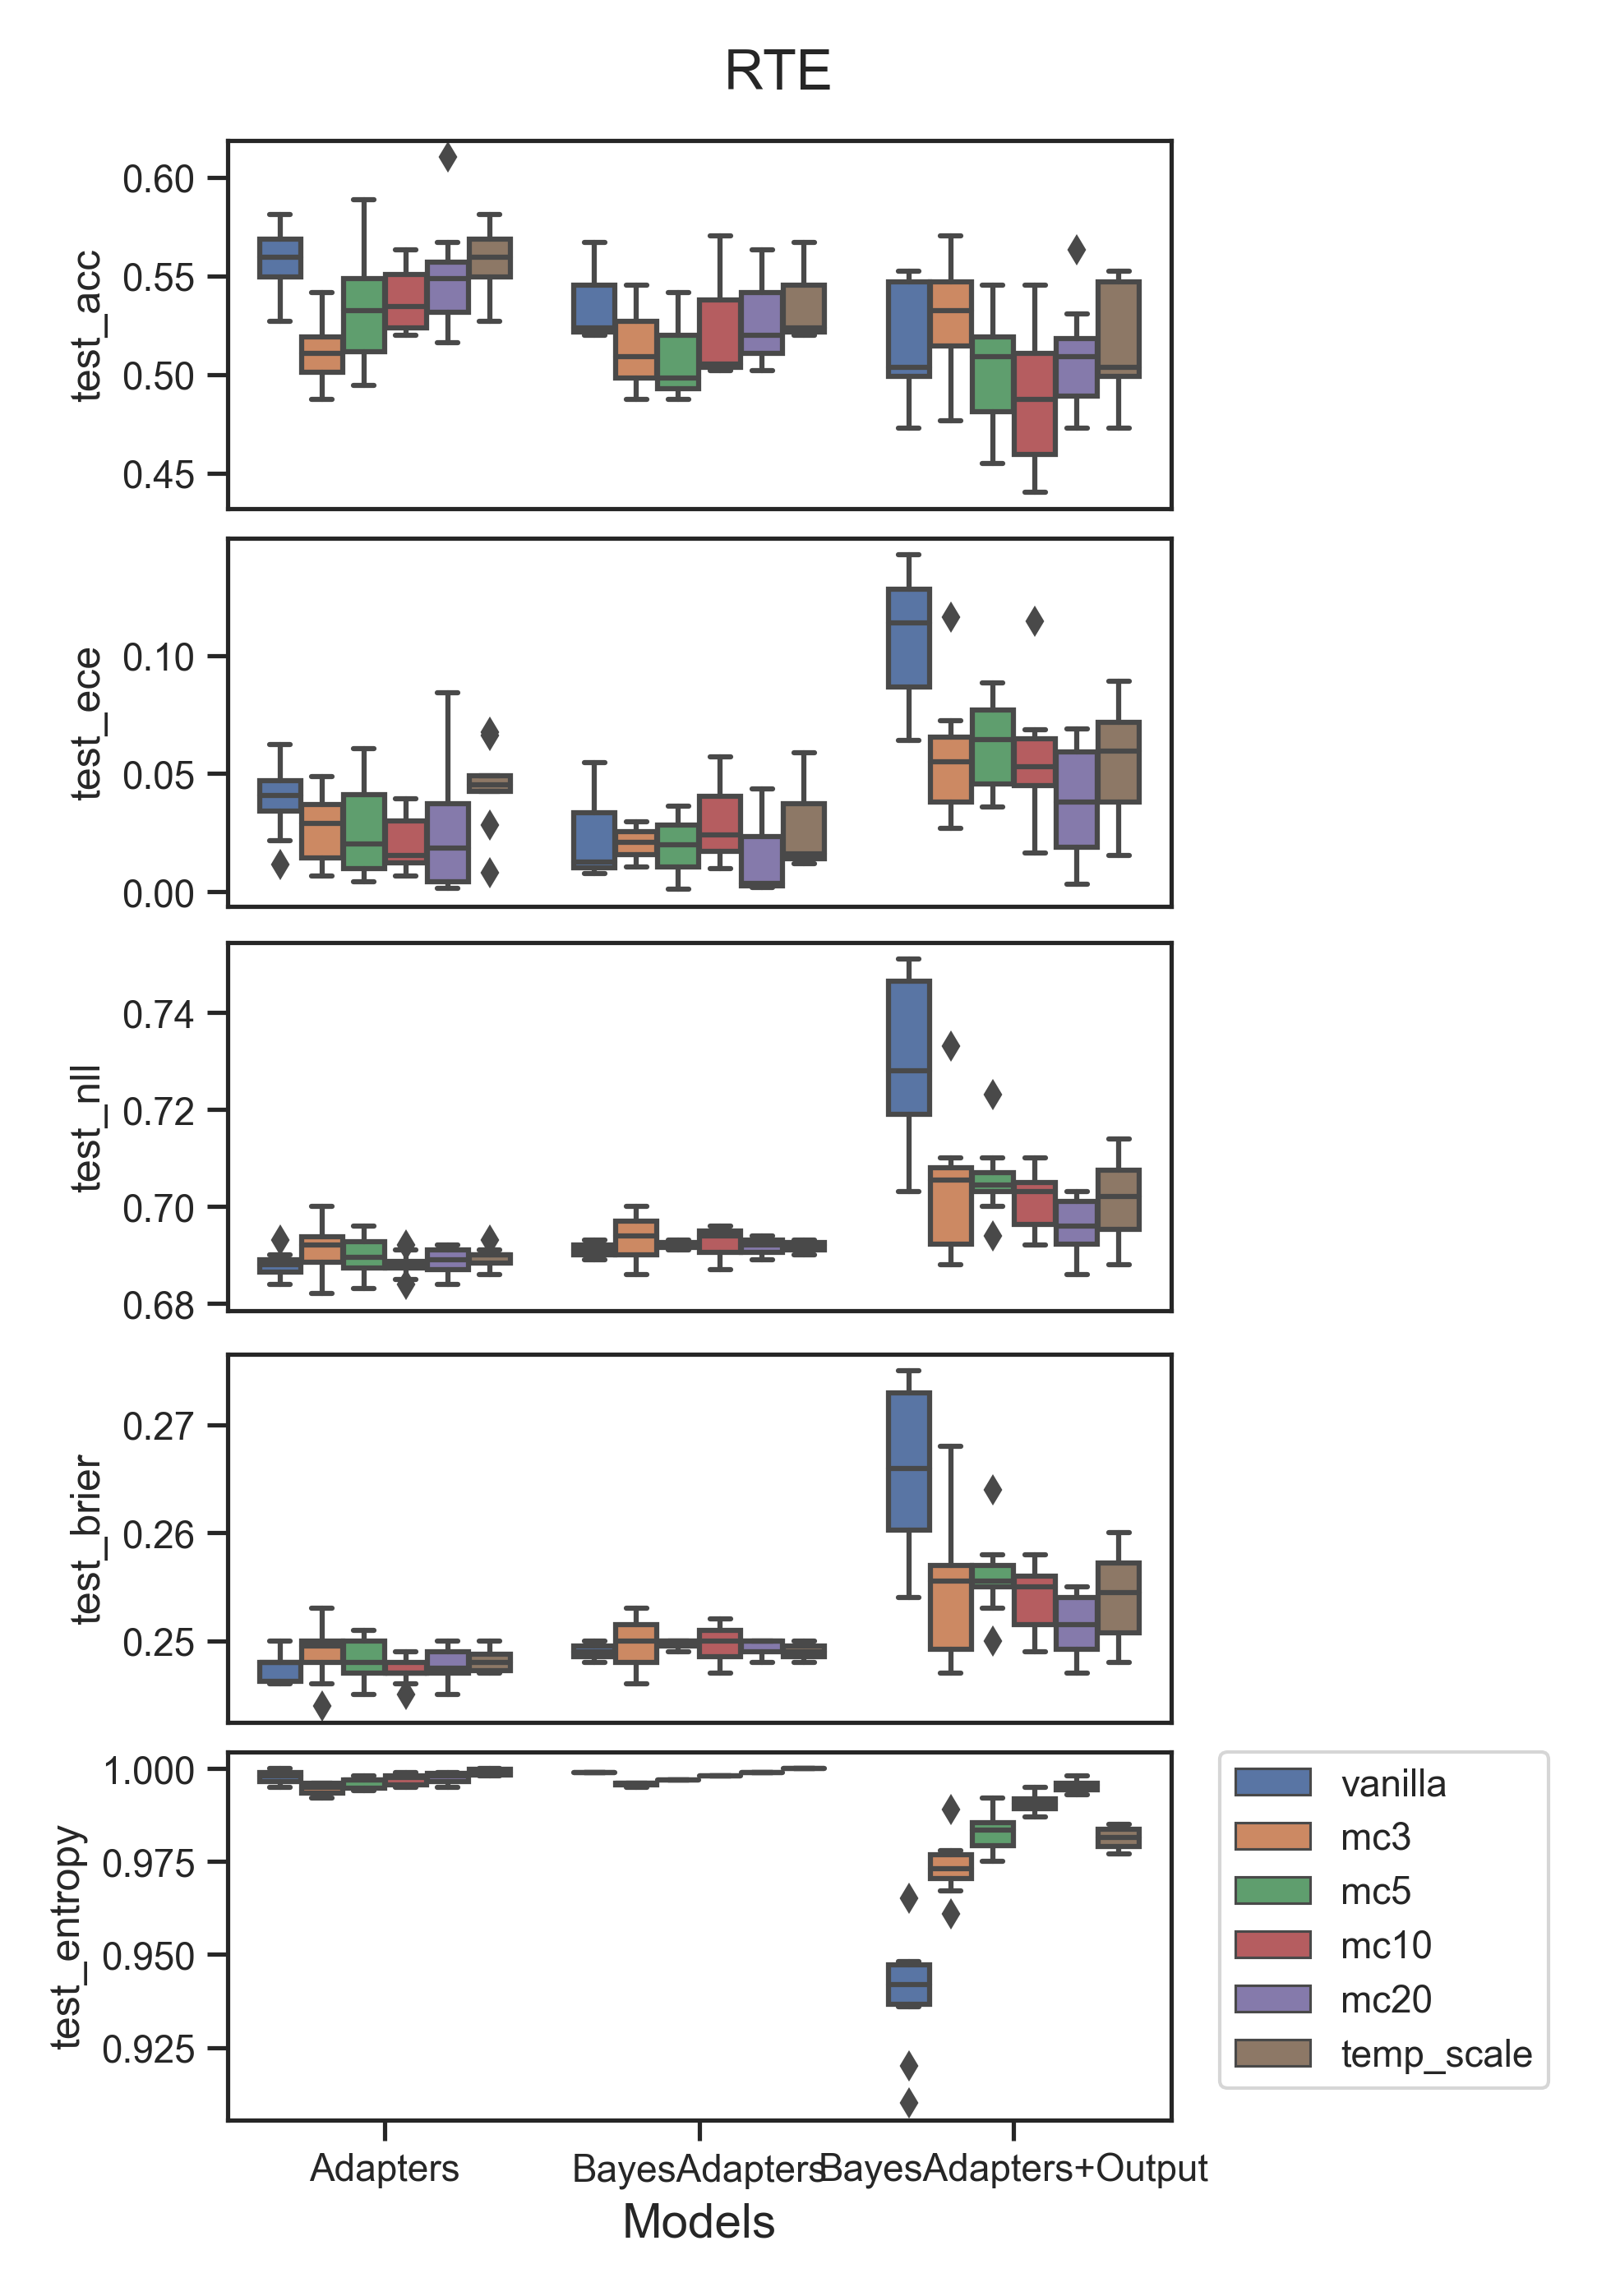 RTE
test_acc
0.60
0.55
0.50
0.45
test_ece
0.10
0.05
0.00
test_nll
0.74
0.72
0.70
0.68
test_brier
0.27
0.26
0.25
test_entropy
1.000
0.975
0.950
0.925
vanilla
mc3
mc5
mc10
mc20
temp_scale
Adapters
BayesAdapters
BayesAdapters+Output
Models